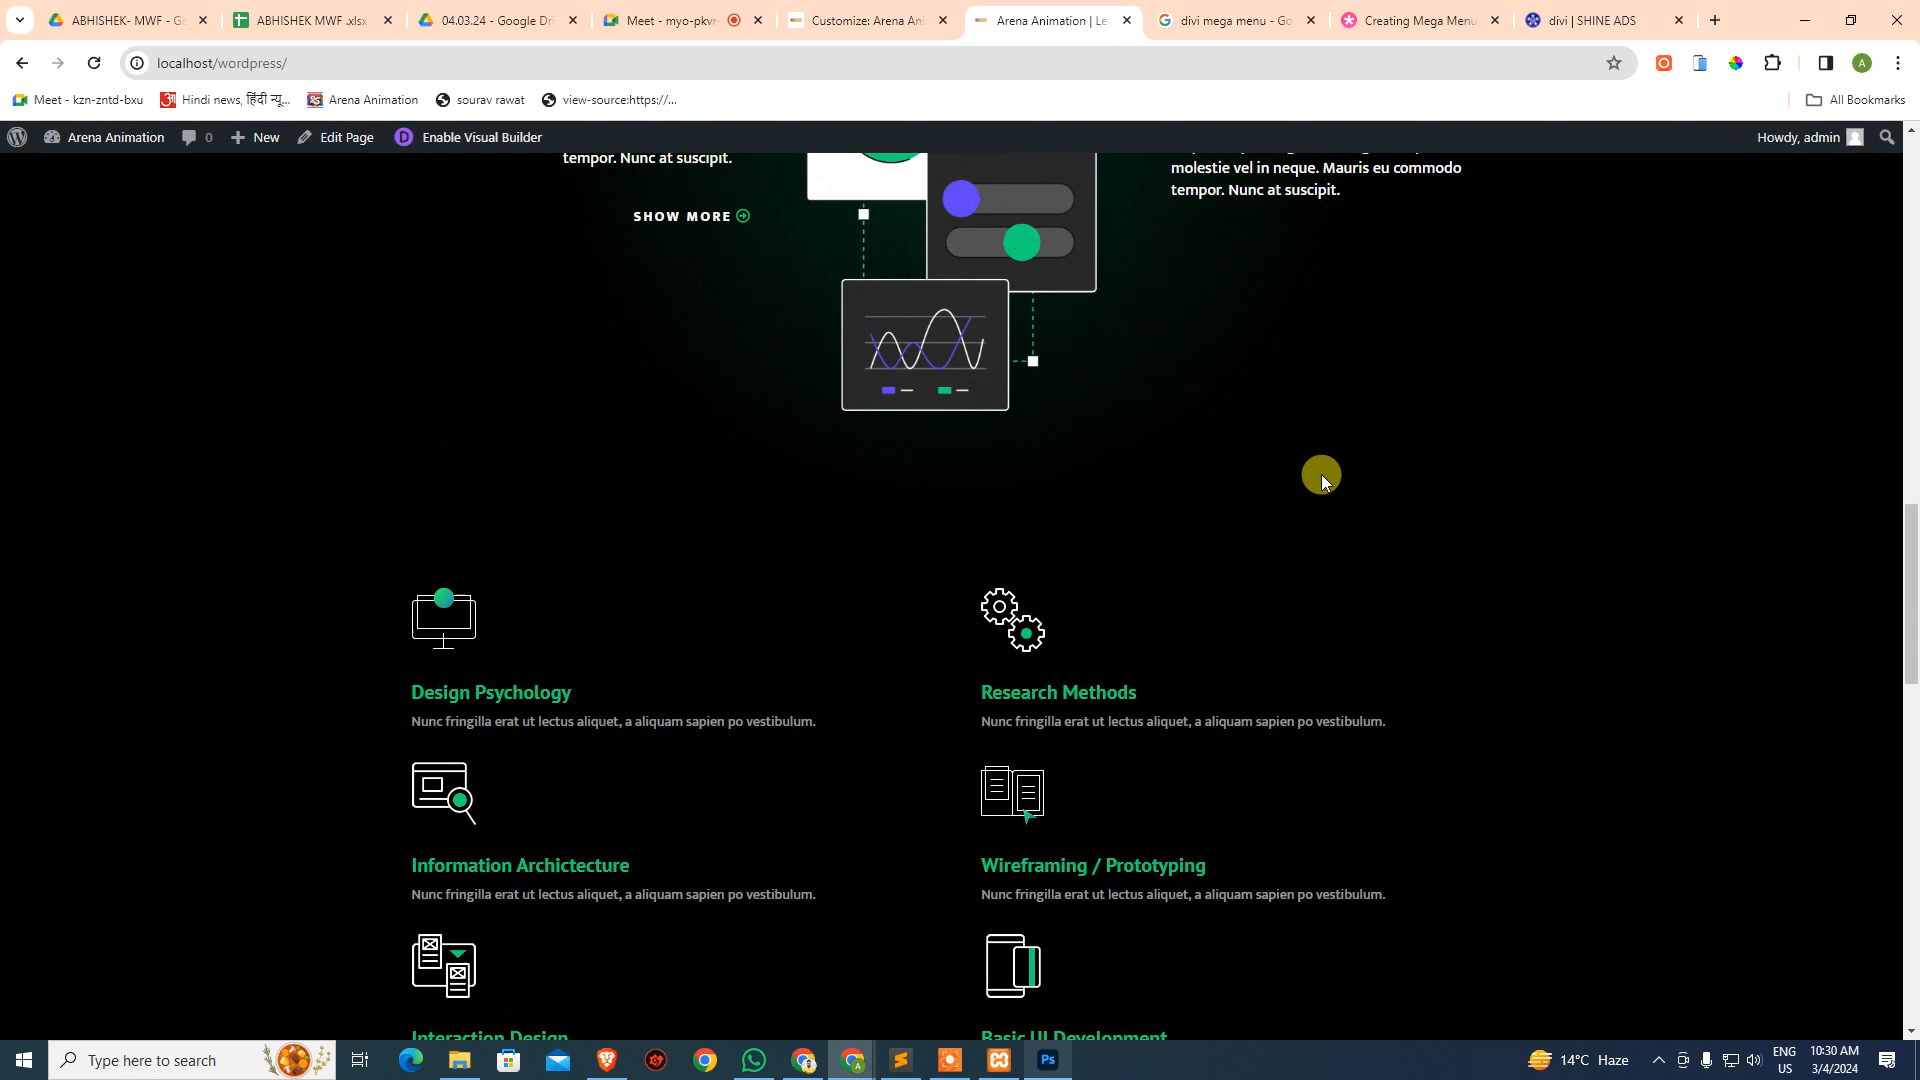 ABHISHEK- MWF - Go
ABHISHEK MWF .xlsx
04.03.24 - Google Dri
Meet - myo-pkvr-
Customize: Arena Ani
Arena Animation | Le
divi mega menu - Go
Creating Mega Menu
divi | SHINE ADS
localhost/wordpress/
Meet - kzn-zntd-bxu
Hindi news, हिंदी न्यू...
Arena Animation
sourav rawat
view-source:https://...
All Bookmarks
Arena Animation
0
New
Edit Page
D
Enable Visual Builder
Howdy, admin
tempor. Nunc at suscipit.
SHOW MORE
molestie vel in neque. Mauris eu commodo
tempor. Nunc at suscipit.
Design Psychology
Nunc fringilla erat ut lectus aliquet, a aliquam sapien po vestibulum.
Research Methods
Nunc fringilla erat ut lectus aliquet, a aliquam sapien po vestibulum.
Information Archictecture
Nunc fringilla erat ut lectus aliquet, a aliquam sapien po vestibulum.
Wireframing / Prototyping
Nunc fringilla erat ut lectus aliquet, a aliquam sapien po vestibulum.
Interaction Design
Basic UI Development
Type here to search
Ps
14°C Haze
ENG
US
10:30 AM
3/4/2024